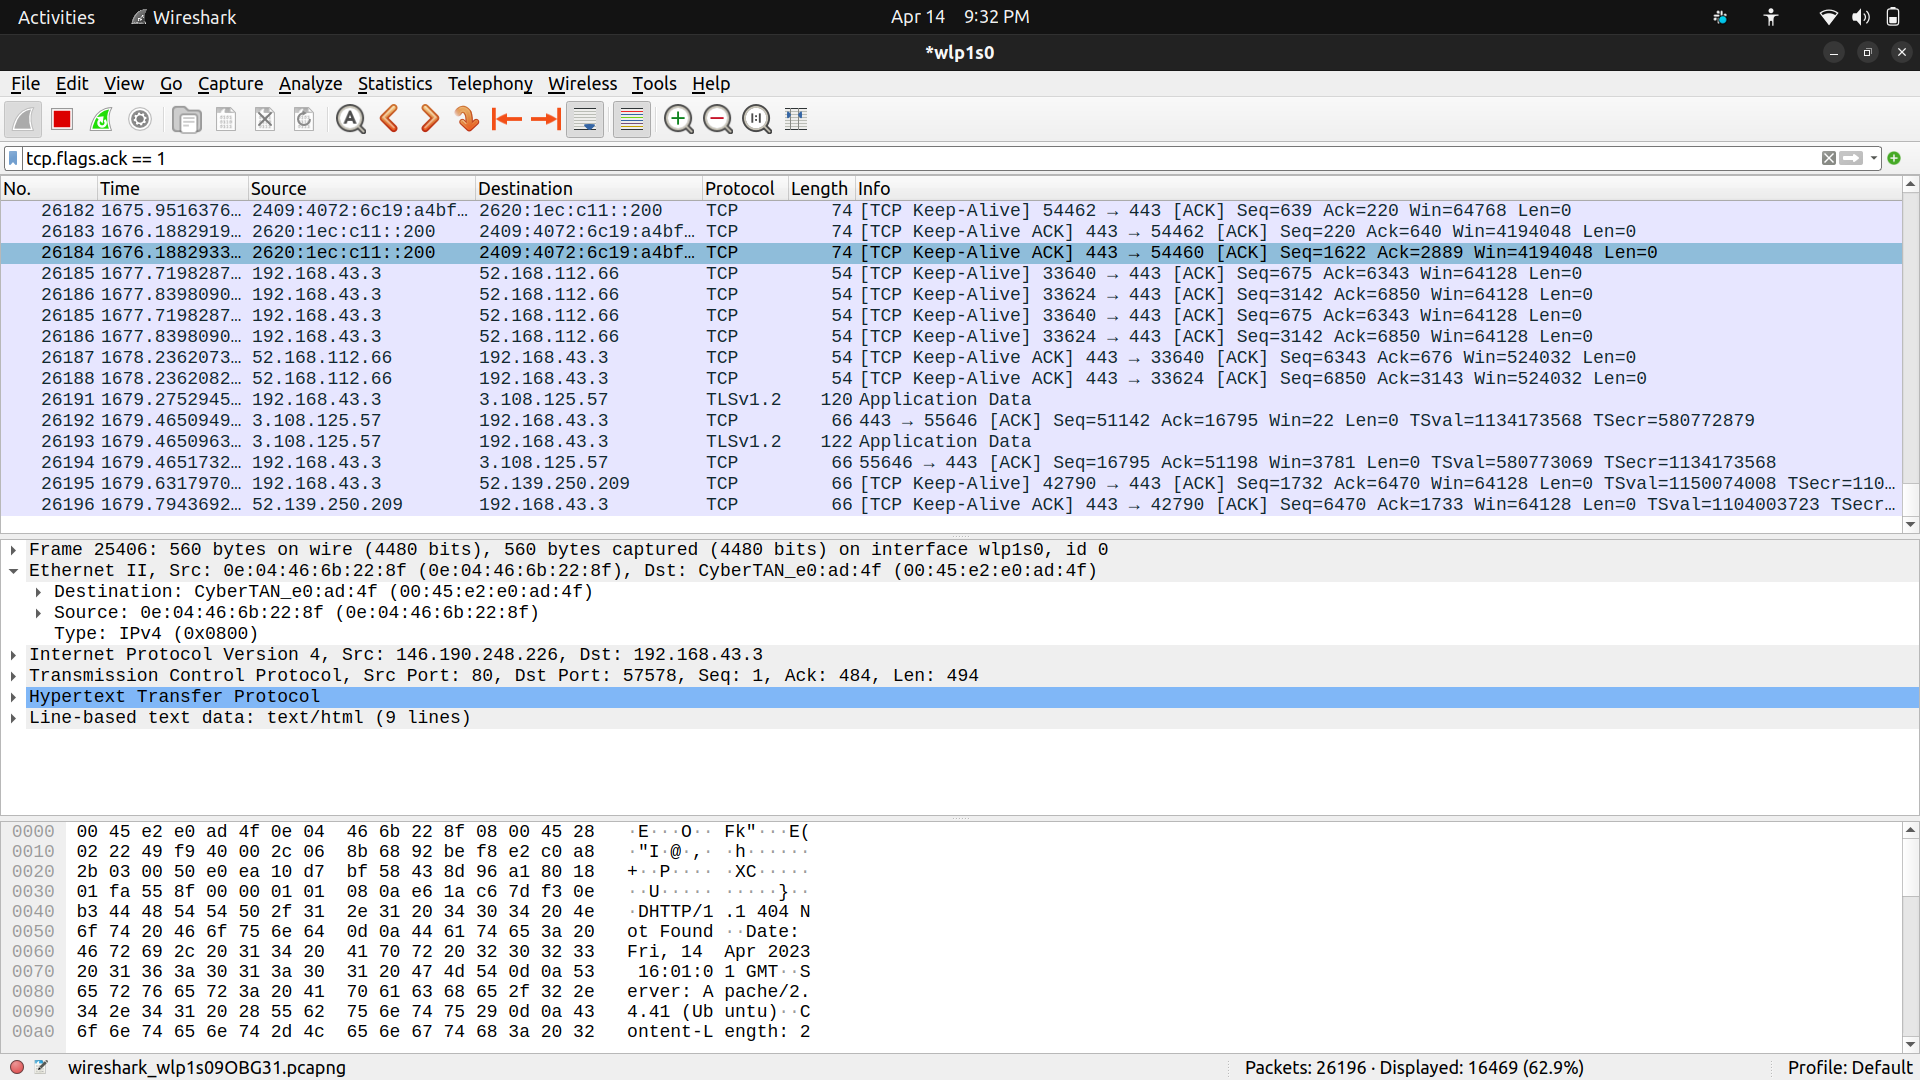 Activities Wireshark Apr 14 9:32 PM
*wlp1s0
File Edit View Go Capture Analyze Statistics Telephony Wireless Tools Help
tcp.flags.ack == 1
No. Time Source Destination Protocol Length Info
26182 1675.9516376… 2409:4072:6c19:a4bf… 2620:1ec:c11::200 TCP 74 [TCP Keep-Alive] 54462 → 443 [ACK] Seq=639 Ack=220 Win=64768 Len=0
26183 1676.1882919… 2620:1ec:c11::200 2409:4072:6c19:a4bf… TCP 74 [TCP Keep-Alive ACK] 443 → 54462 [ACK] Seq=220 Ack=640 Win=4194048 Len=0
26184 1676.1882933… 2620:1ec:c11::200 2409:4072:6c19:a4bf… TCP 74 [TCP Keep-Alive ACK] 443 → 54460 [ACK] Seq=1622 Ack=2889 Win=4194048 Len=0
26185 1677.7198287… 192.168.43.3 52.168.112.66 TCP 54 [TCP Keep-Alive] 33640 → 443 [ACK] Seq=675 Ack=6343 Win=64128 Len=0
26186 1677.8398090… 192.168.43.3 52.168.112.66 TCP 54 [TCP Keep-Alive] 33624 → 443 [ACK] Seq=3142 Ack=6850 Win=64128 Len=0
26185 1677.7198287… 192.168.43.3 52.168.112.66 TCP 54 [TCP Keep-Alive] 33640 → 443 [ACK] Seq=675 Ack=6343 Win=64128 Len=0
26186 1677.8398090… 192.168.43.3 52.168.112.66 TCP 54 [TCP Keep-Alive] 33624 → 443 [ACK] Seq=3142 Ack=6850 Win=64128 Len=0
26187 1678.2362073… 52.168.112.66 192.168.43.3 TCP 54 [TCP Keep-Alive ACK] 443 → 33640 [ACK] Seq=6343 Ack=676 Win=524032 Len=0
26188 1678.2362082… 52.168.112.66 192.168.43.3 TCP 54 [TCP Keep-Alive ACK] 443 → 33624 [ACK] Seq=6850 Ack=3143 Win=524032 Len=0
26191 1679.2752945… 192.168.43.3 3.108.125.57 TLSv1.2 120 Application Data
26192 1679.4650949… 3.108.125.57 192.168.43.3 TCP 66 443 → 55646 [ACK] Seq=51142 Ack=16795 Win=22 Len=0 TSval=1134173568 TSecr=580772879
26193 1679.4650963… 3.108.125.57 192.168.43.3 TLSv1.2 122 Application Data
26194 1679.4651732… 192.168.43.3 3.108.125.57 TCP 66 55646 → 443 [ACK] Seq=16795 Ack=51198 Win=3781 Len=0 TSval=580773069 TSecr=1134173568
26195 1679.6317970… 192.168.43.3 52.139.250.209 TCP 66 [TCP Keep-Alive] 42790 → 443 [ACK] Seq=1732 Ack=6470 Win=64128 Len=0 TSval=1150074008 TSecr=110…
26196 1679.7943692… 52.139.250.209 192.168.43.3 TCP 66 [TCP Keep-Alive ACK] 443 → 42790 [ACK] Seq=6470 Ack=1733 Win=64128 Len=0 TSval=1104003723 TSecr…
Frame 25406: 560 bytes on wire (4480 bits), 560 bytes captured (4480 bits) on interface wlp1s0, id 0
Ethernet II, Src: 0e:04:46:6b:22:8f (0e:04:46:6b:22:8f), Dst: CyberTAN_e0:ad:4f (00:45:e2:e0:ad:4f)
Destination: CyberTAN_e0:ad:4f (00:45:e2:e0:ad:4f)
Source: 0e:04:46:6b:22:8f (0e:04:46:6b:22:8f)
Type: IPv4 (0x0800)
Internet Protocol Version 4, Src: 146.190.248.226, Dst: 192.168.43.3
Transmission Control Protocol, Src Port: 80, Dst Port: 57578, Seq: 1, Ack: 484, Len: 494
Hypertext Transfer Protocol
Line-based text data: text/html (9 lines)
0000 00 45 e2 e0 ad 4f 0e 04 46 6b 22 8f 08 00 45 28 ·E···O·· Fk"···E(
0010 02 22 49 f9 40 00 2c 06 8b 68 92 be f8 e2 c0 a8 ·"I·@·,· ·h······
0020 2b 03 00 50 e0 ea 10 d7 bf 58 43 8d 96 a1 80 18 +··P···· ·XC·····
0030 01 fa 55 8f 00 00 01 01 08 0a e6 1a c6 7d f3 0e ··U····· ·····}··
0040 b3 44 48 54 54 50 2f 31 2e 31 20 34 30 34 20 4e ·DHTTP/1 .1 404 N
0050 6f 74 20 46 6f 75 6e 64 0d 0a 44 61 74 65 3a 20 ot Found ··Date:
0060 46 72 69 2c 20 31 34 20 41 70 72 20 32 30 32 33 Fri, 14 Apr 2023
0070 20 31 36 3a 30 31 3a 30 31 20 47 4d 54 0d 0a 53 16:01:0 1 GMT··S
0080 65 72 76 65 72 3a 20 41 70 61 63 68 65 2f 32 2e erver: A pache/2.
0090 34 2e 34 31 20 28 55 62 75 6e 74 75 29 0d 0a 43 4.41 (Ub untu)··C
00a0 6f 6e 74 65 6e 74 2d 4c 65 6e 67 74 68 3a 20 32 ontent-L ength: 2
wireshark_wlp1s09OBG31.pcapng Packets: 26196 · Displayed: 16469 (62.9%) Profile: Default